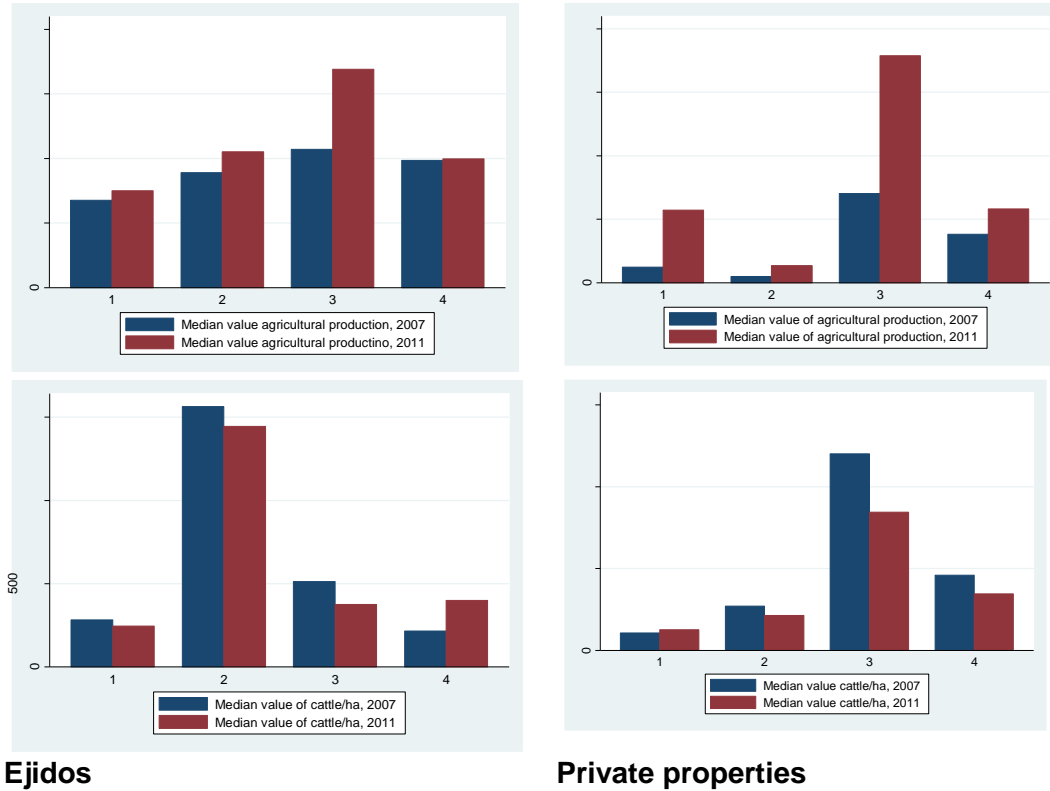 0
1 2 3 4
Median value agricultural production, 2007
Median value agricultural productino, 2011
0
1 2 3 4
Median value of agricultural production, 2007
Median value of agricultural production, 2011
500
0
1 2 3 4
Median value of cattle/ha, 2007
Median value of cattle/ha, 2011
0
1 2 3 4
Median value cattle/ha, 2007
Median value cattle/ha, 2011
Ejidos
Private properties